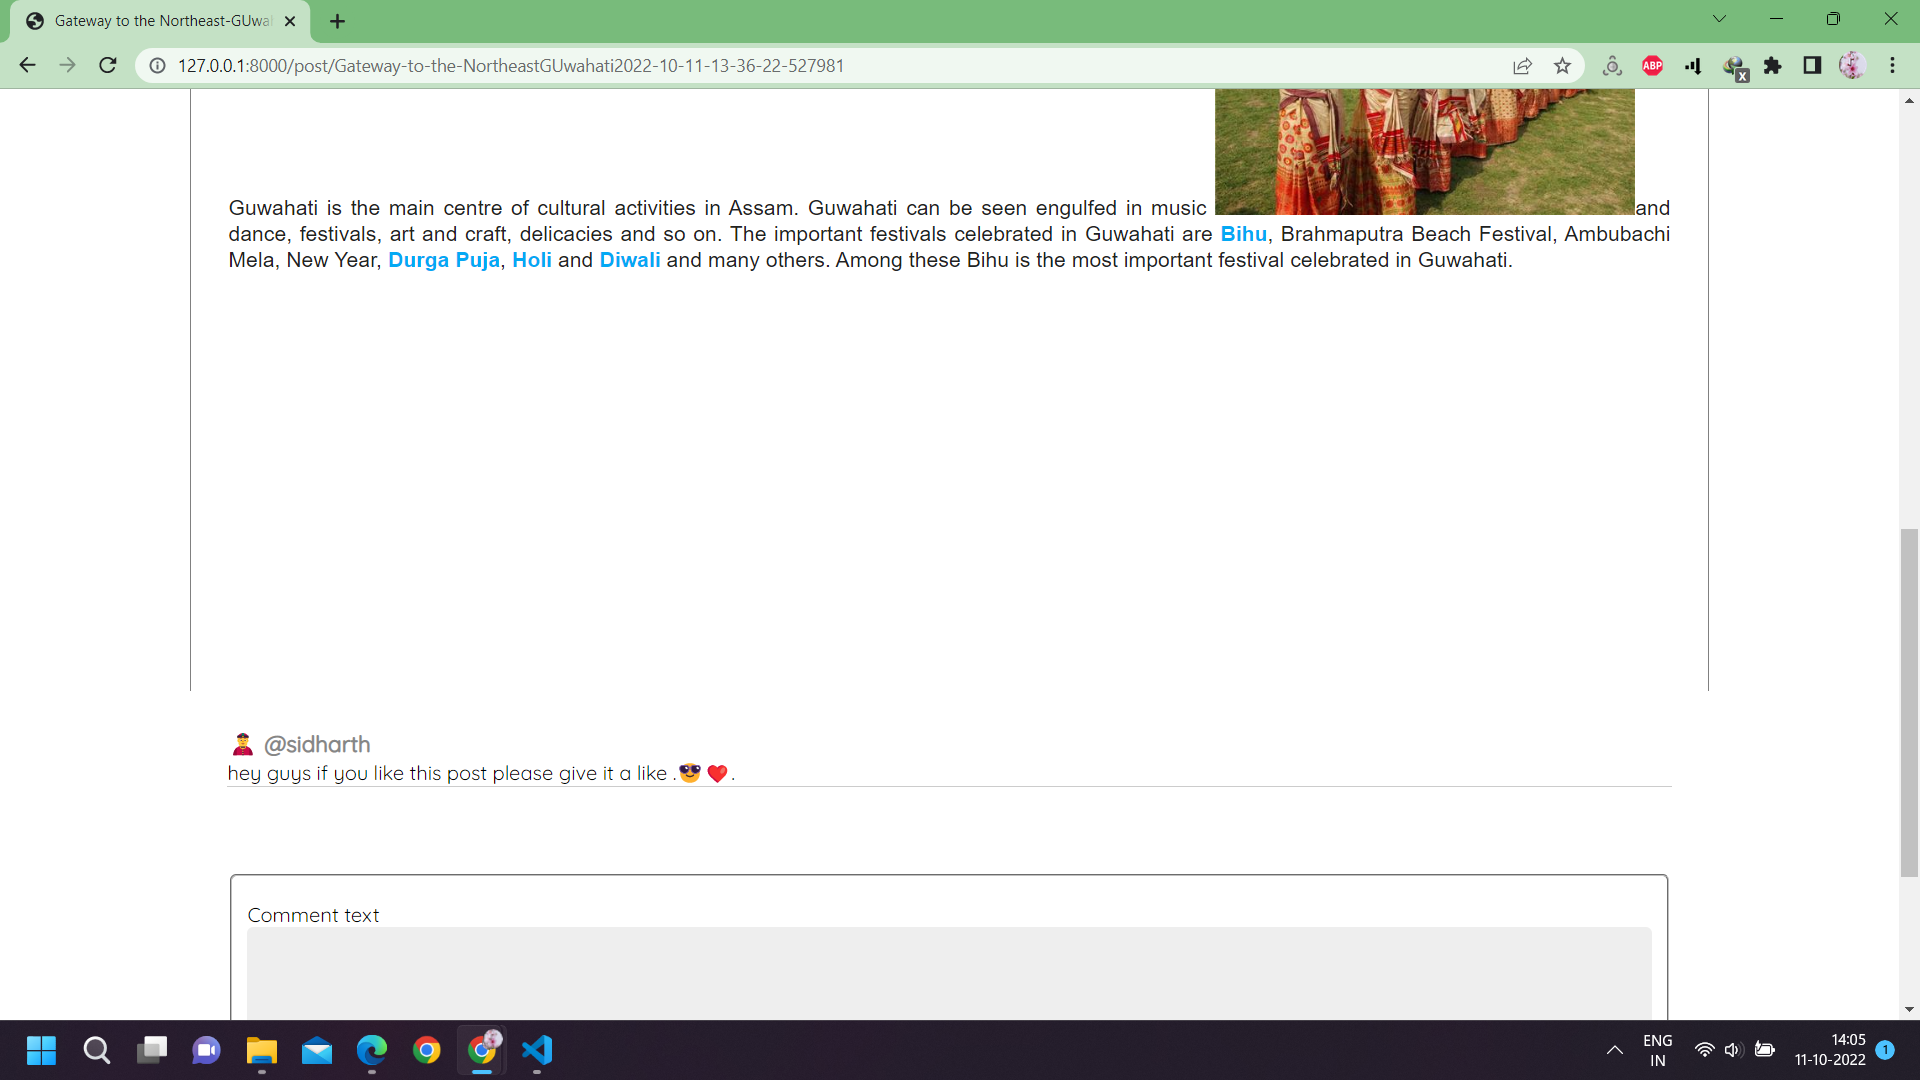 Gateway to the Northeast-GUwa
127.0.0.1:8000/post/Gateway-to-the-NortheastGUwahati2022-10-11-13-36-22-527981
ABP
X
Guwahati is the main centre of cultural activities in Assam. Guwahati can be seen engulfed in music and
dance, festivals, art and craft, delicacies and so on. The important festivals celebrated in Guwahati are Bihu, Brahmaputra Beach Festival, Ambubachi
Mela, New Year, Durga Puja, Holi and Diwali and many others. Among these Bihu is the most important festival celebrated in Guwahati.
@sidharth
hey guys if you like this post please give it a like .😎 ❤️.
Comment text
ENG
IN
14:05
11-10-2022
1